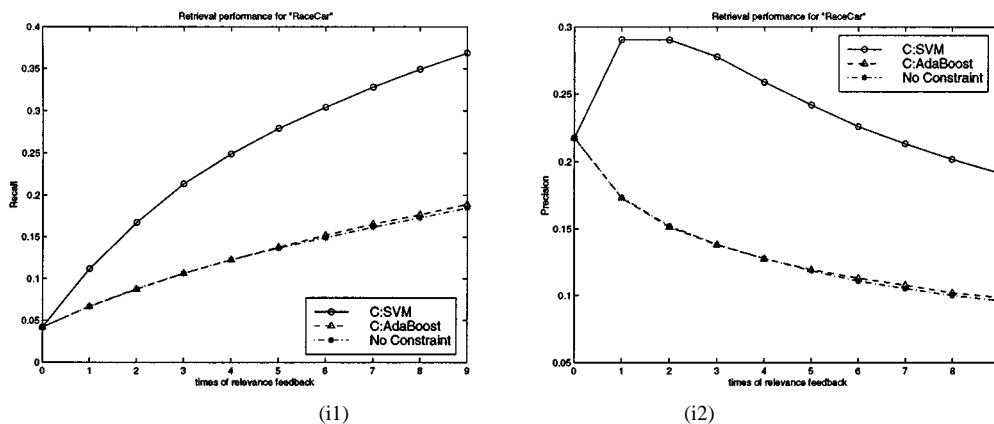 Retrieval performance for "RaceCar"
0.4
0.35
0.3
0.25
0.2
0.15
0.1
0.05
0
Recall
0 1 2 3 4 5 6 7 8 9
times of relevance feedback
C:SVM
C:AdaBoost
No Constraint
(i1)
Retrieval performance for "RaceCar"
0.3
0.25
0.2
0.15
0.1
0.05
Precision
0 1 2 3 4 5 6 7 8
times of relevance feedback
C:SVM
C:AdaBoost
No Constraint
(i2)